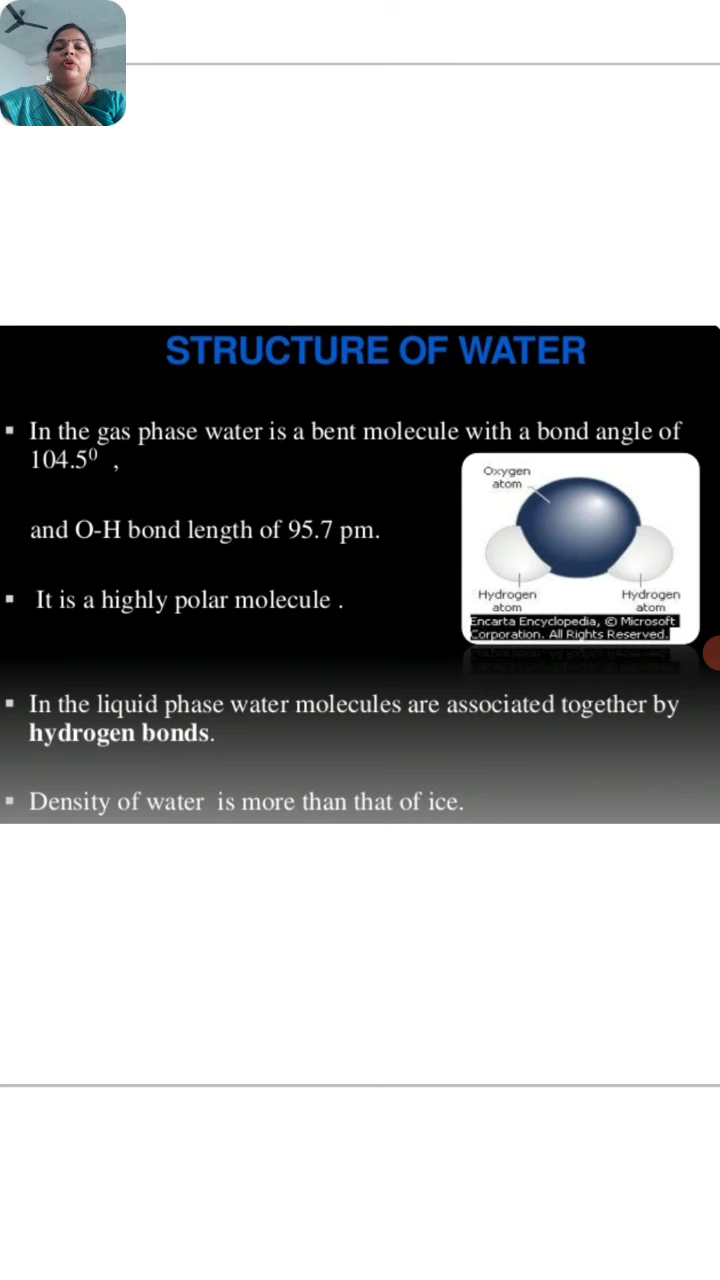 STRUCTURE OF WATER
▪ In the gas phase water is a bent molecule with a bond angle of
104.5⁰ ,
and O-H bond length of 95.7 pm.
▪ It is a highly polar molecule .
Oxygen
atom
Hydrogen
atom
Hydrogen
atom
Encarta Encyclopedia, © Microsoft
Corporation. All Rights Reserved.
▪ In the liquid phase water molecules are associated together by
hydrogen bonds.
▪ Density of water is more than that of ice.